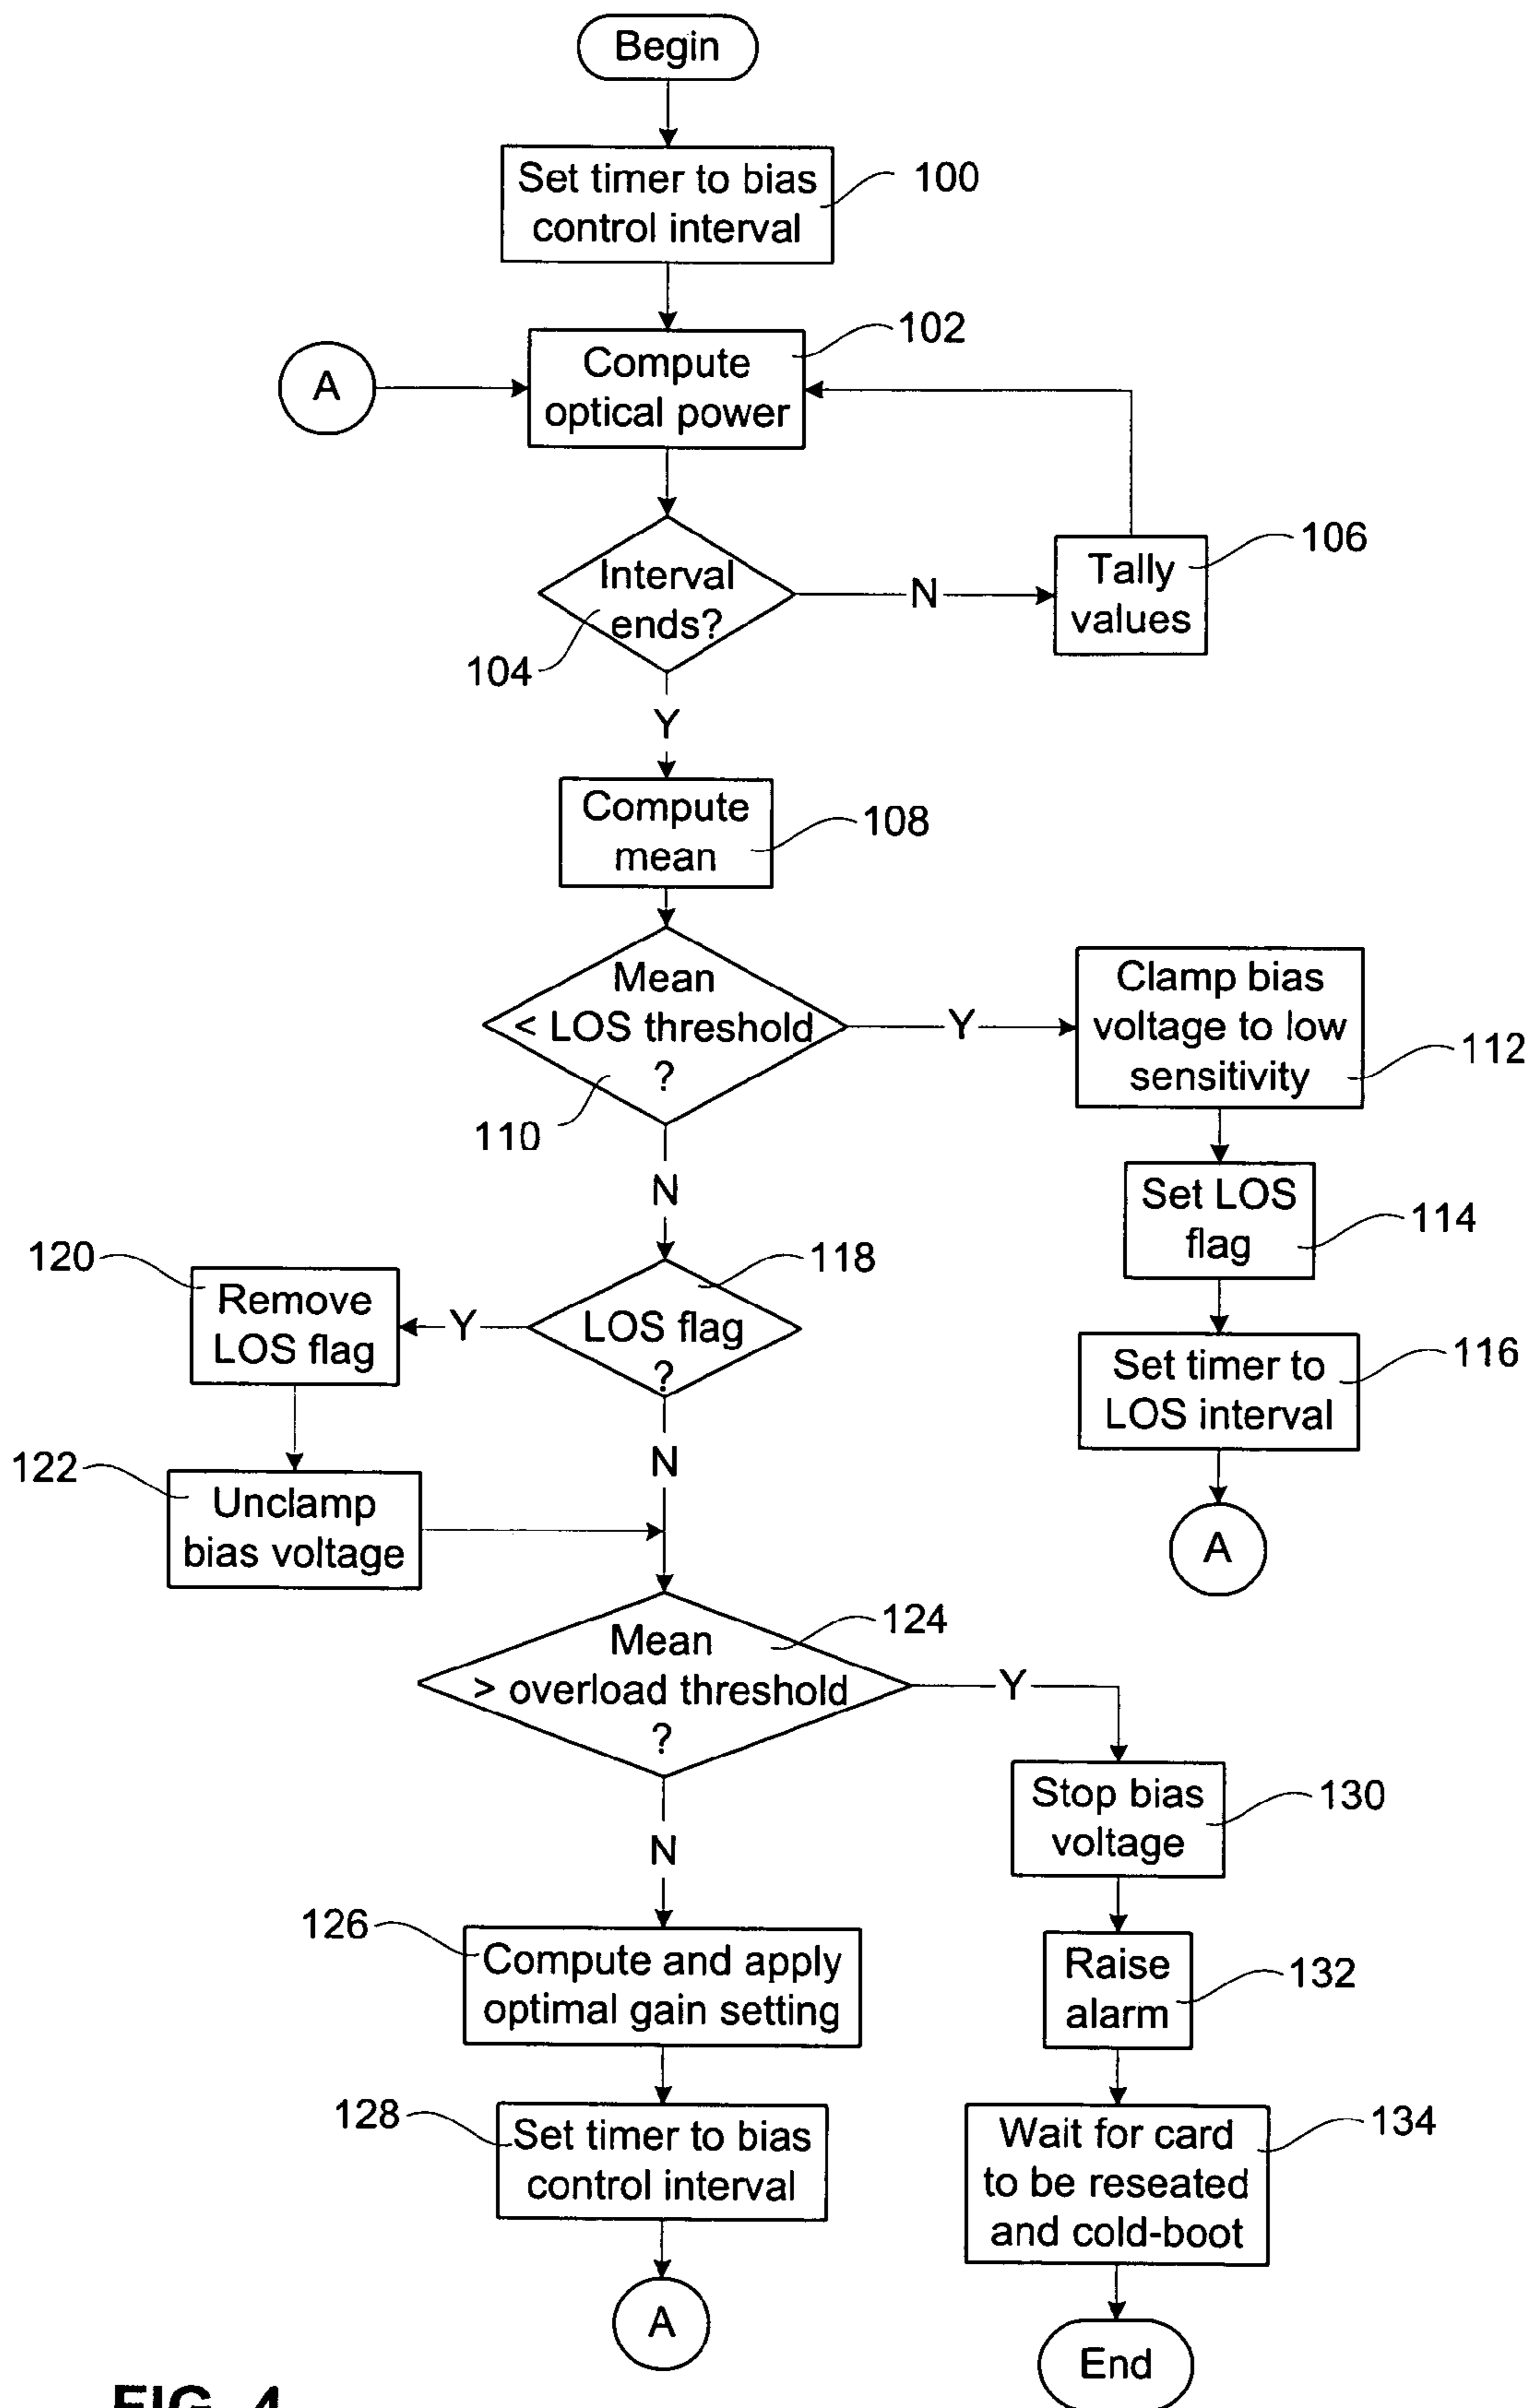 Begin
Set timer to bias
control interval
100
A
Compute
optical power
102
Interval
ends?
104
N
Tally
values
106
Y
Compute
mean
108
Mean
< LOS threshold
?
110
Y
Clamp bias
voltage to low
sensitivity
112
N
Set LOS
flag
114
LOS flag
?
118
Y
Remove
LOS flag
120
Set timer to
LOS interval
116
A
N
Unclamp
bias voltage
122
Mean
> overload threshold
?
124
Y
Stop bias
voltage
130
N
Compute and apply
optimal gain setting
126
Raise
alarm
132
Set timer to bias
control interval
128
Wait for card
to be reseated
and cold-boot
134
A
End
FIG. 4